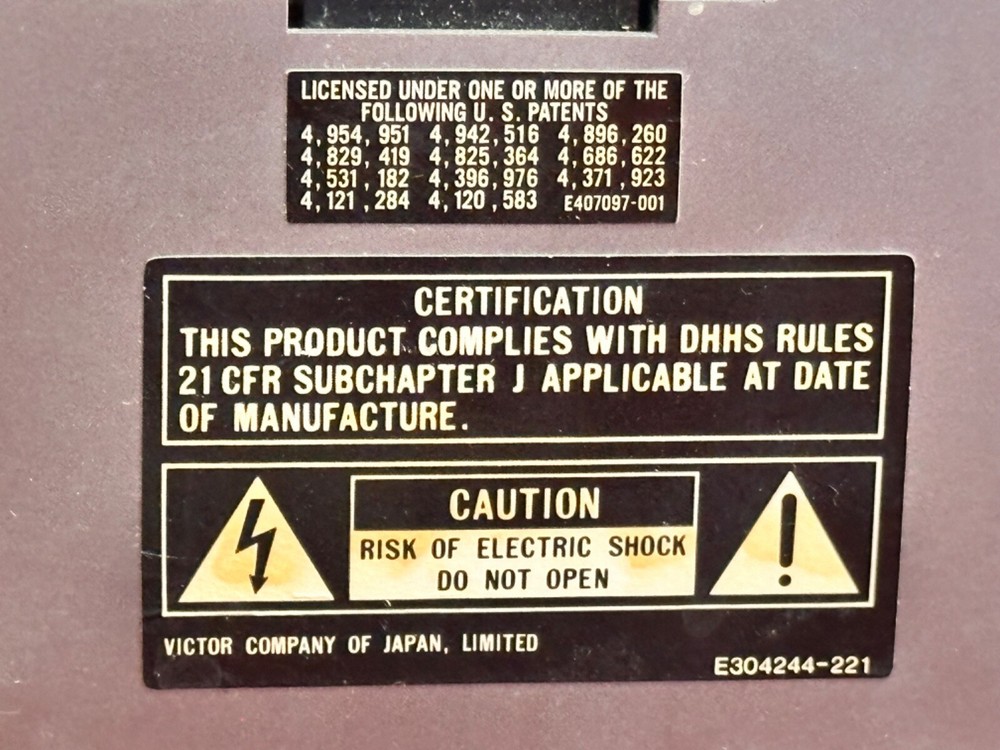 LICENSED UNDER ONE OR MORE OF THE
FOLLOWING U. S. PATENTS
4, 954, 951 4, 942, 516 4, 896, 260
4, 829, 419 4, 825, 364 4, 686, 622
4, 531, 182 4, 396, 976 4, 371, 923
4, 121, 284 4, 120, 583 E407097-001
CERTIFICATION
THIS PRODUCT COMPLIES WITH DHHS RULES
21 CFR SUBCHAPTER J APPLICABLE AT DATE
OF MANUFACTURE.
CAUTION
RISK OF ELECTRIC SHOCK
DO NOT OPEN
VICTOR COMPANY OF JAPAN, LIMITED
E304244-221